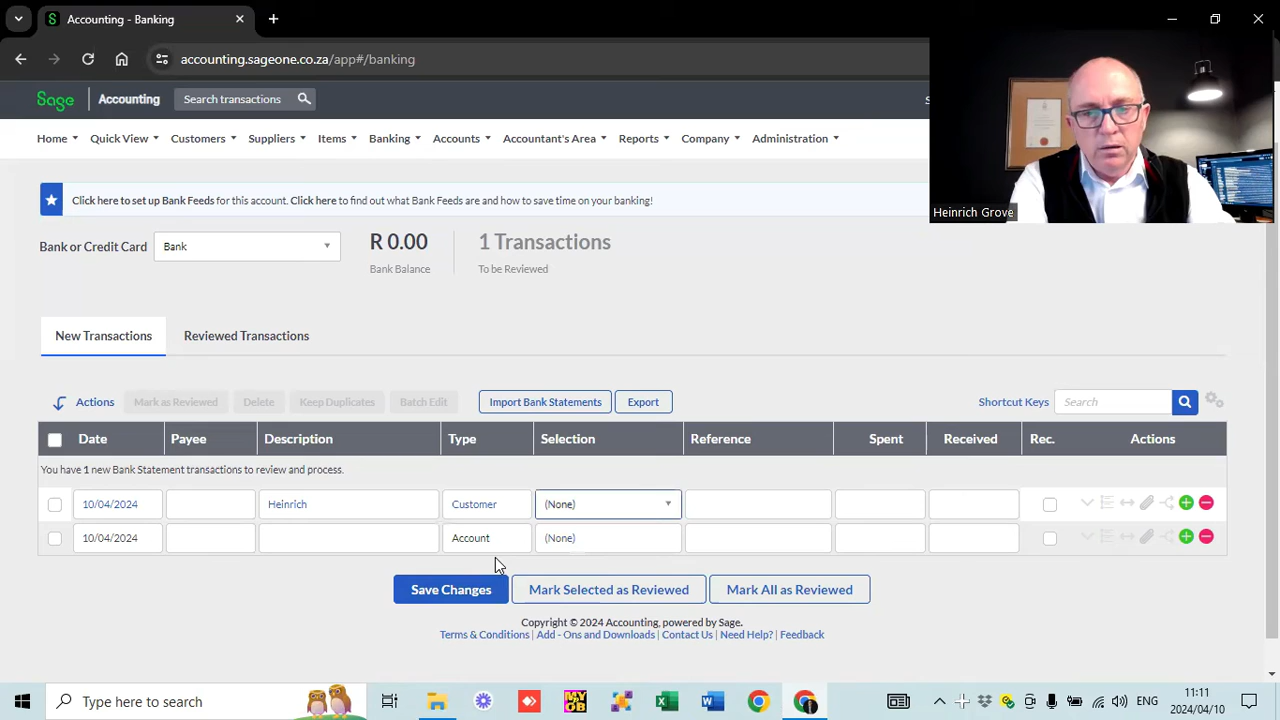 Accounting - Banking
accounting.sageone.co.za/app#/banking
Sage Accounting Search transactions
Home Quick View Customers Suppliers Items Banking Accounts Accountant's Area Reports Company Administration
Heinrich Grove
Click here to set up Bank Feeds for this account. Click here to find out what Bank Feeds are and how to save time on your banking!
Bank or Credit Card Bank R 0.00 1 Transactions
Bank Balance To be Reviewed
New Transactions Reviewed Transactions
Actions Mark as Reviewed Delete Keep Duplicates Batch Edit Import Bank Statements Export Shortcut Keys Search
Date Payee Description Type Selection Reference Spent Received Rec. Actions
You have 1 new Bank Statement transactions to review and process.
10/04/2024 Heinrich Customer (None)
10/04/2024 Account (None)
Save Changes Mark Selected as Reviewed Mark All as Reviewed
Copyright © 2024 Accounting, powered by Sage.
Terms & Conditions | Add - Ons and Downloads | Contact Us | Need Help? | Feedback
Type here to search MYOB ENG 11:11
2024/04/10